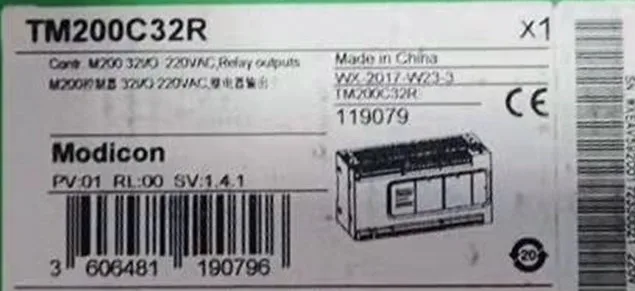 TM200C32R X1
Contr. M200 32I/O 220VAC,Relay outputs
M200控制器 32I/O 220VAC,继电器输出
Made in China
WX-2017-W23-3
TM200C32R
119079
CE
Modicon
PV:01 RL:00 SV:1.4.1
3 606481 190796
20